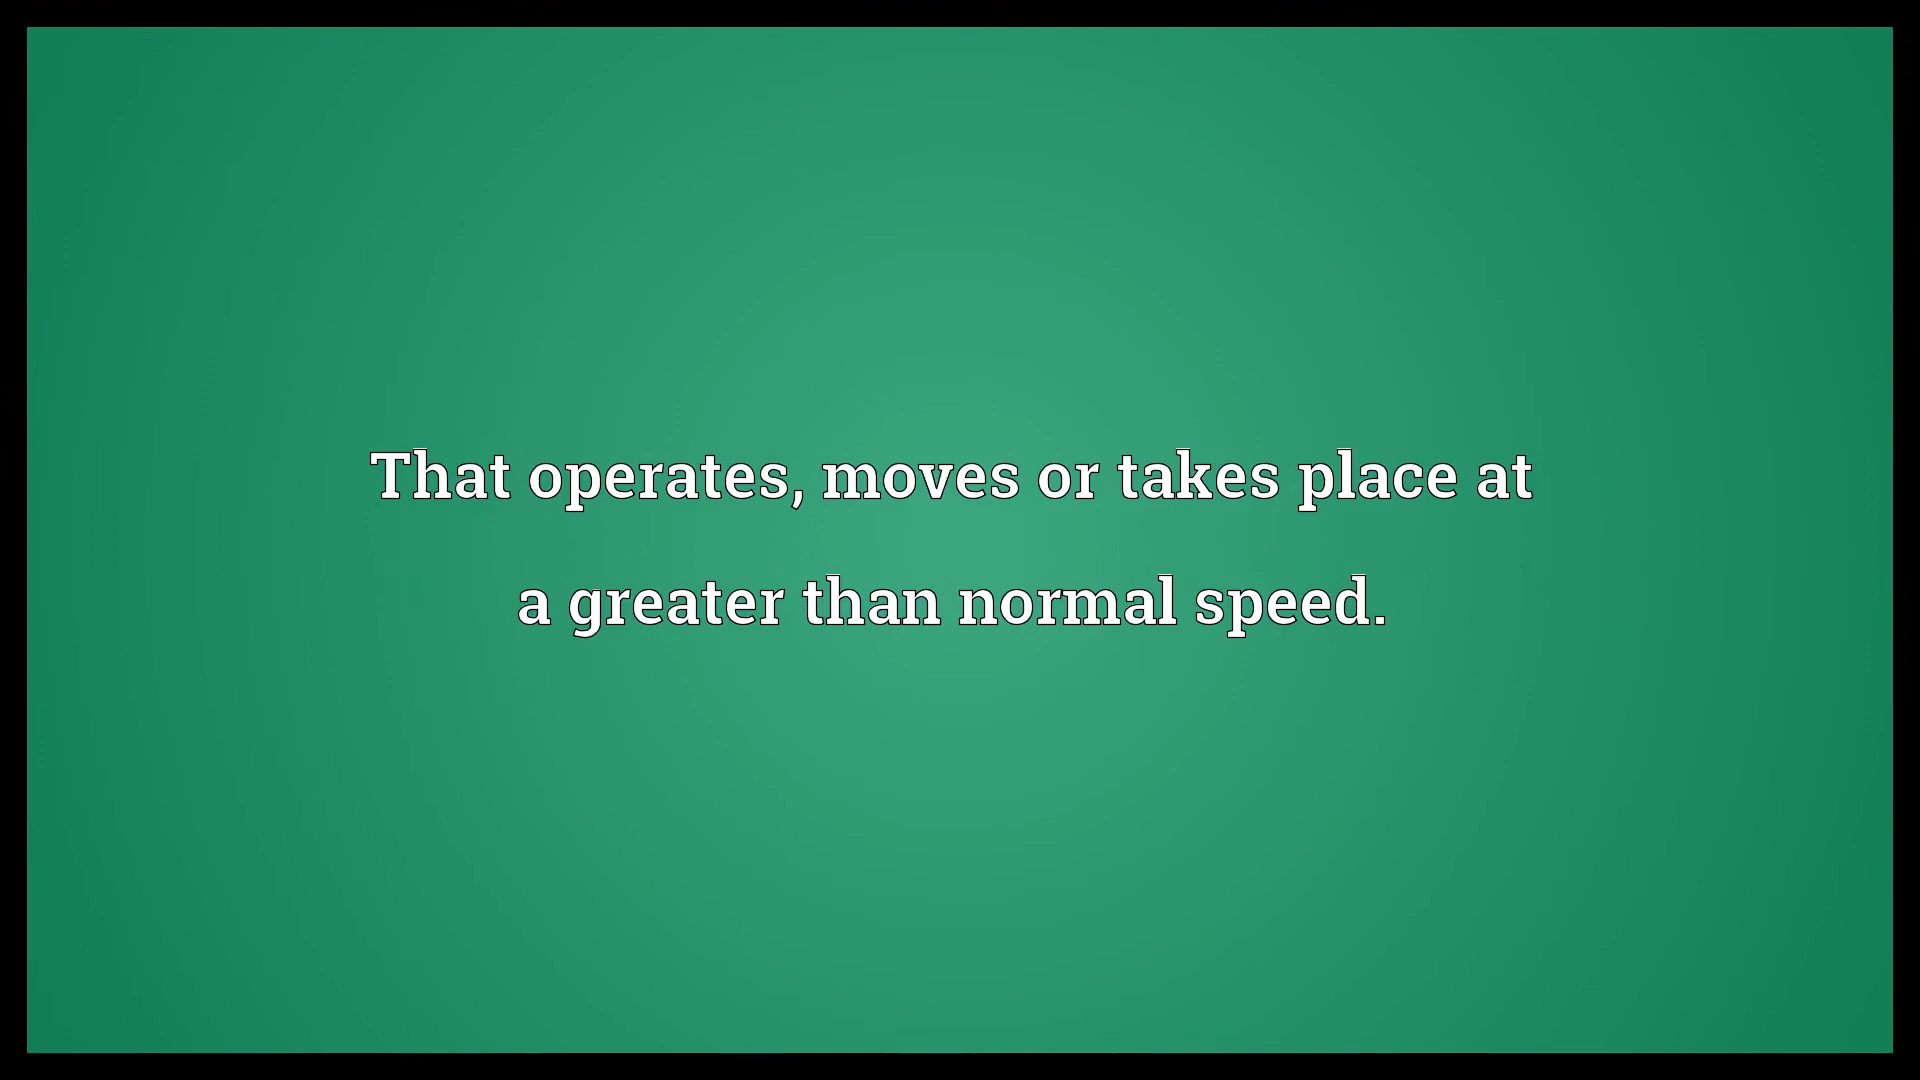 That operates, moves or takes place at
a greater than normal speed.